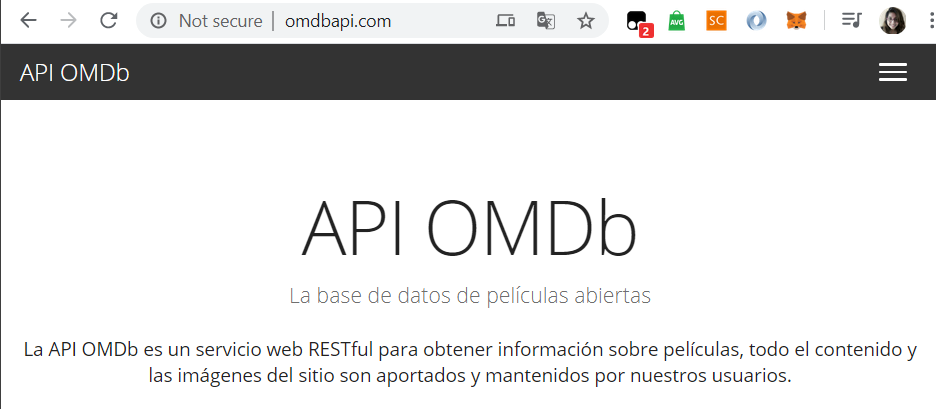 Not secure | omdbapi.com
2
AVG
SC
API OMDb
API OMDb
La base de datos de películas abiertas
La API OMDb es un servicio web RESTful para obtener información sobre películas, todo el contenido y
las imágenes del sitio son aportados y mantenidos por nuestros usuarios.